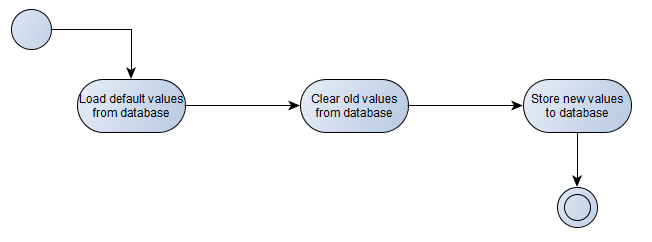 Load default values
from database
Clear old values
from database
Store new values
to database